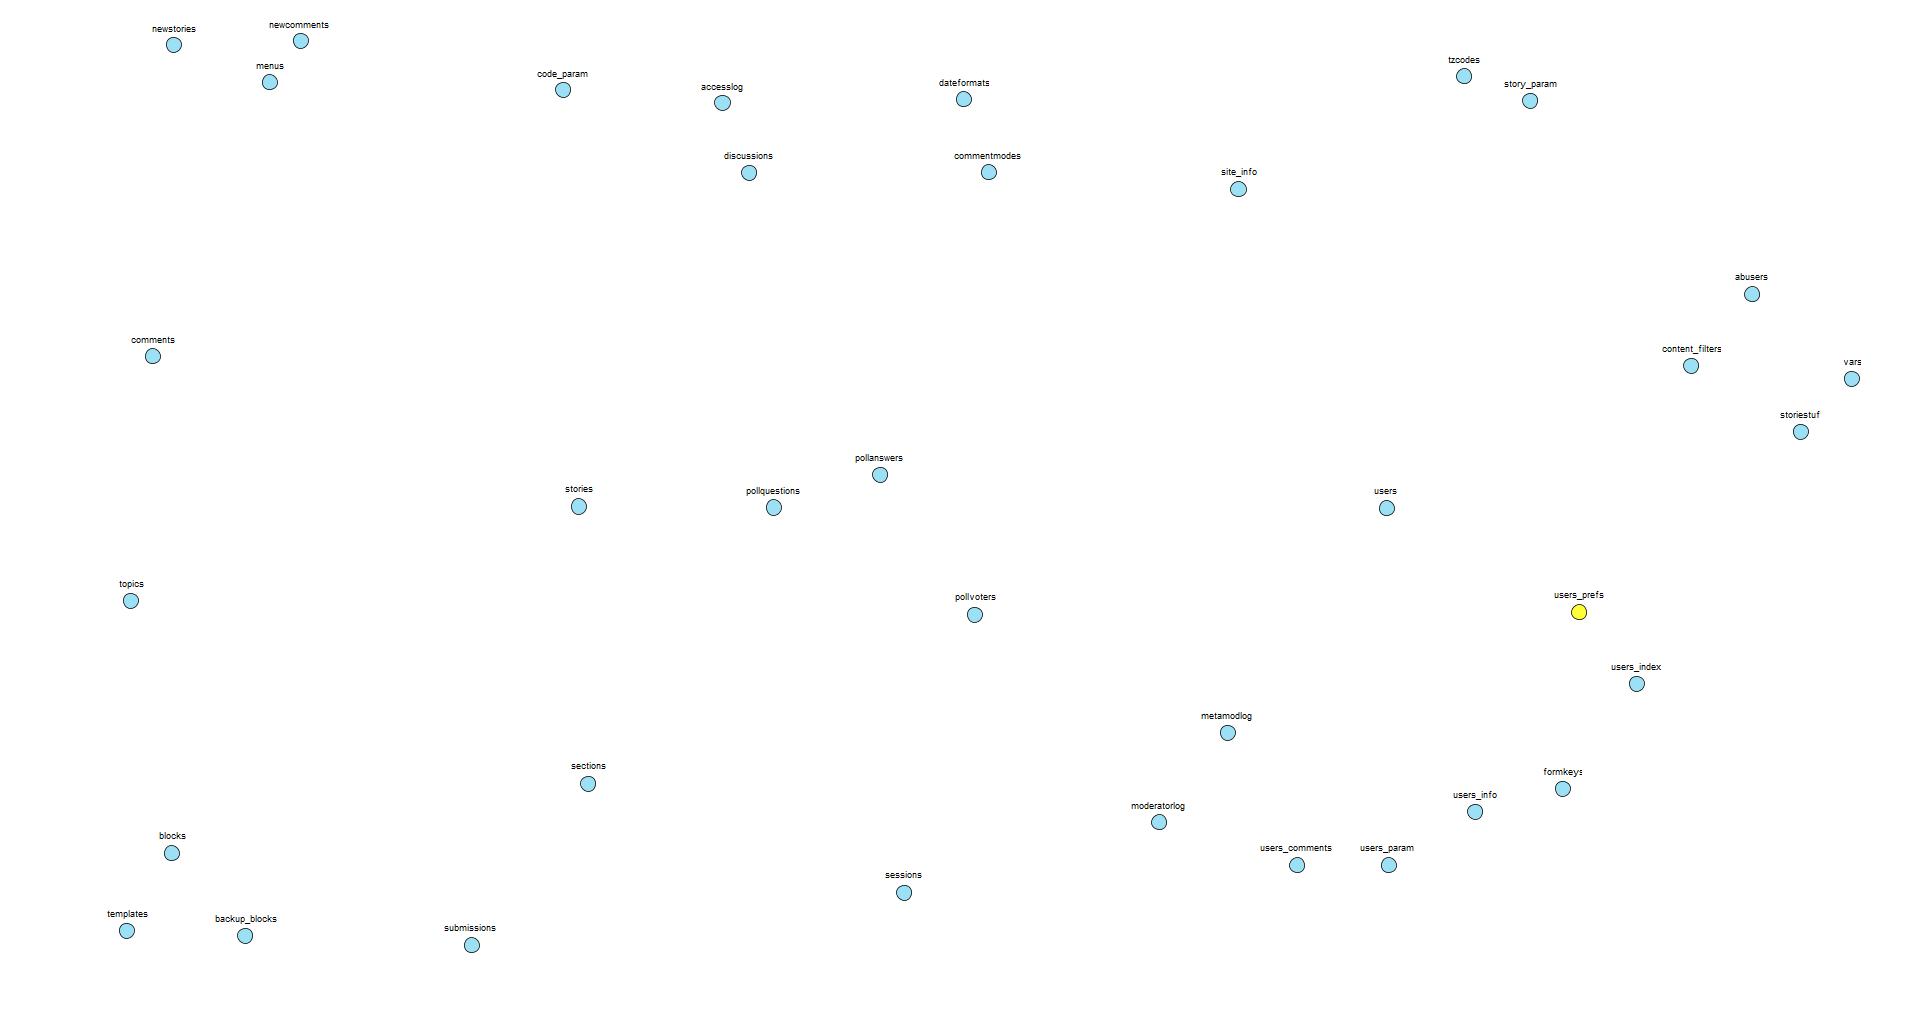 newcomments
newstories
menus
tzcodes
code_param
dateformats
story_param
accesslog
discussions
commentmodes
site_info
abusers
comments
content_filters
vars
storiestuf
pollanswers
stories
pollquestions
users
topics
users_prefs
pollvoters
users_index
metamodlog
sections
formkeys
users_info
moderatorlog
blocks
users_comments
users_param
sessions
templates
backup_blocks
submissions